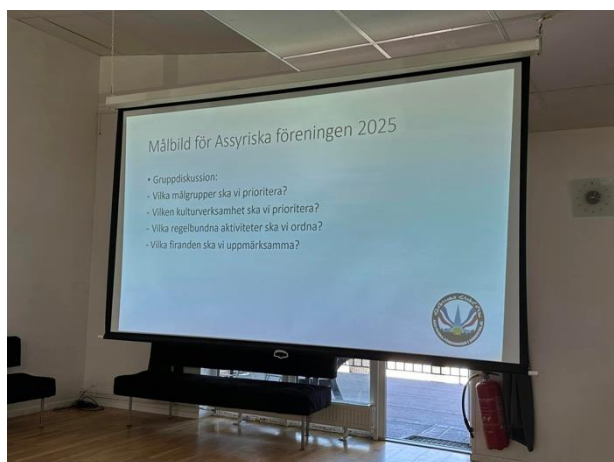 Målbild för Assyriska föreningen 2025
• Gruppdiskussion:
- Vilka målgrupper ska vi prioritera?
- Vilken kulturverksamhet ska vi prioritera?
- Vilka regelbundna aktiviteter ska vi ordna?
- Vilka firanden ska vi uppmärksamma?